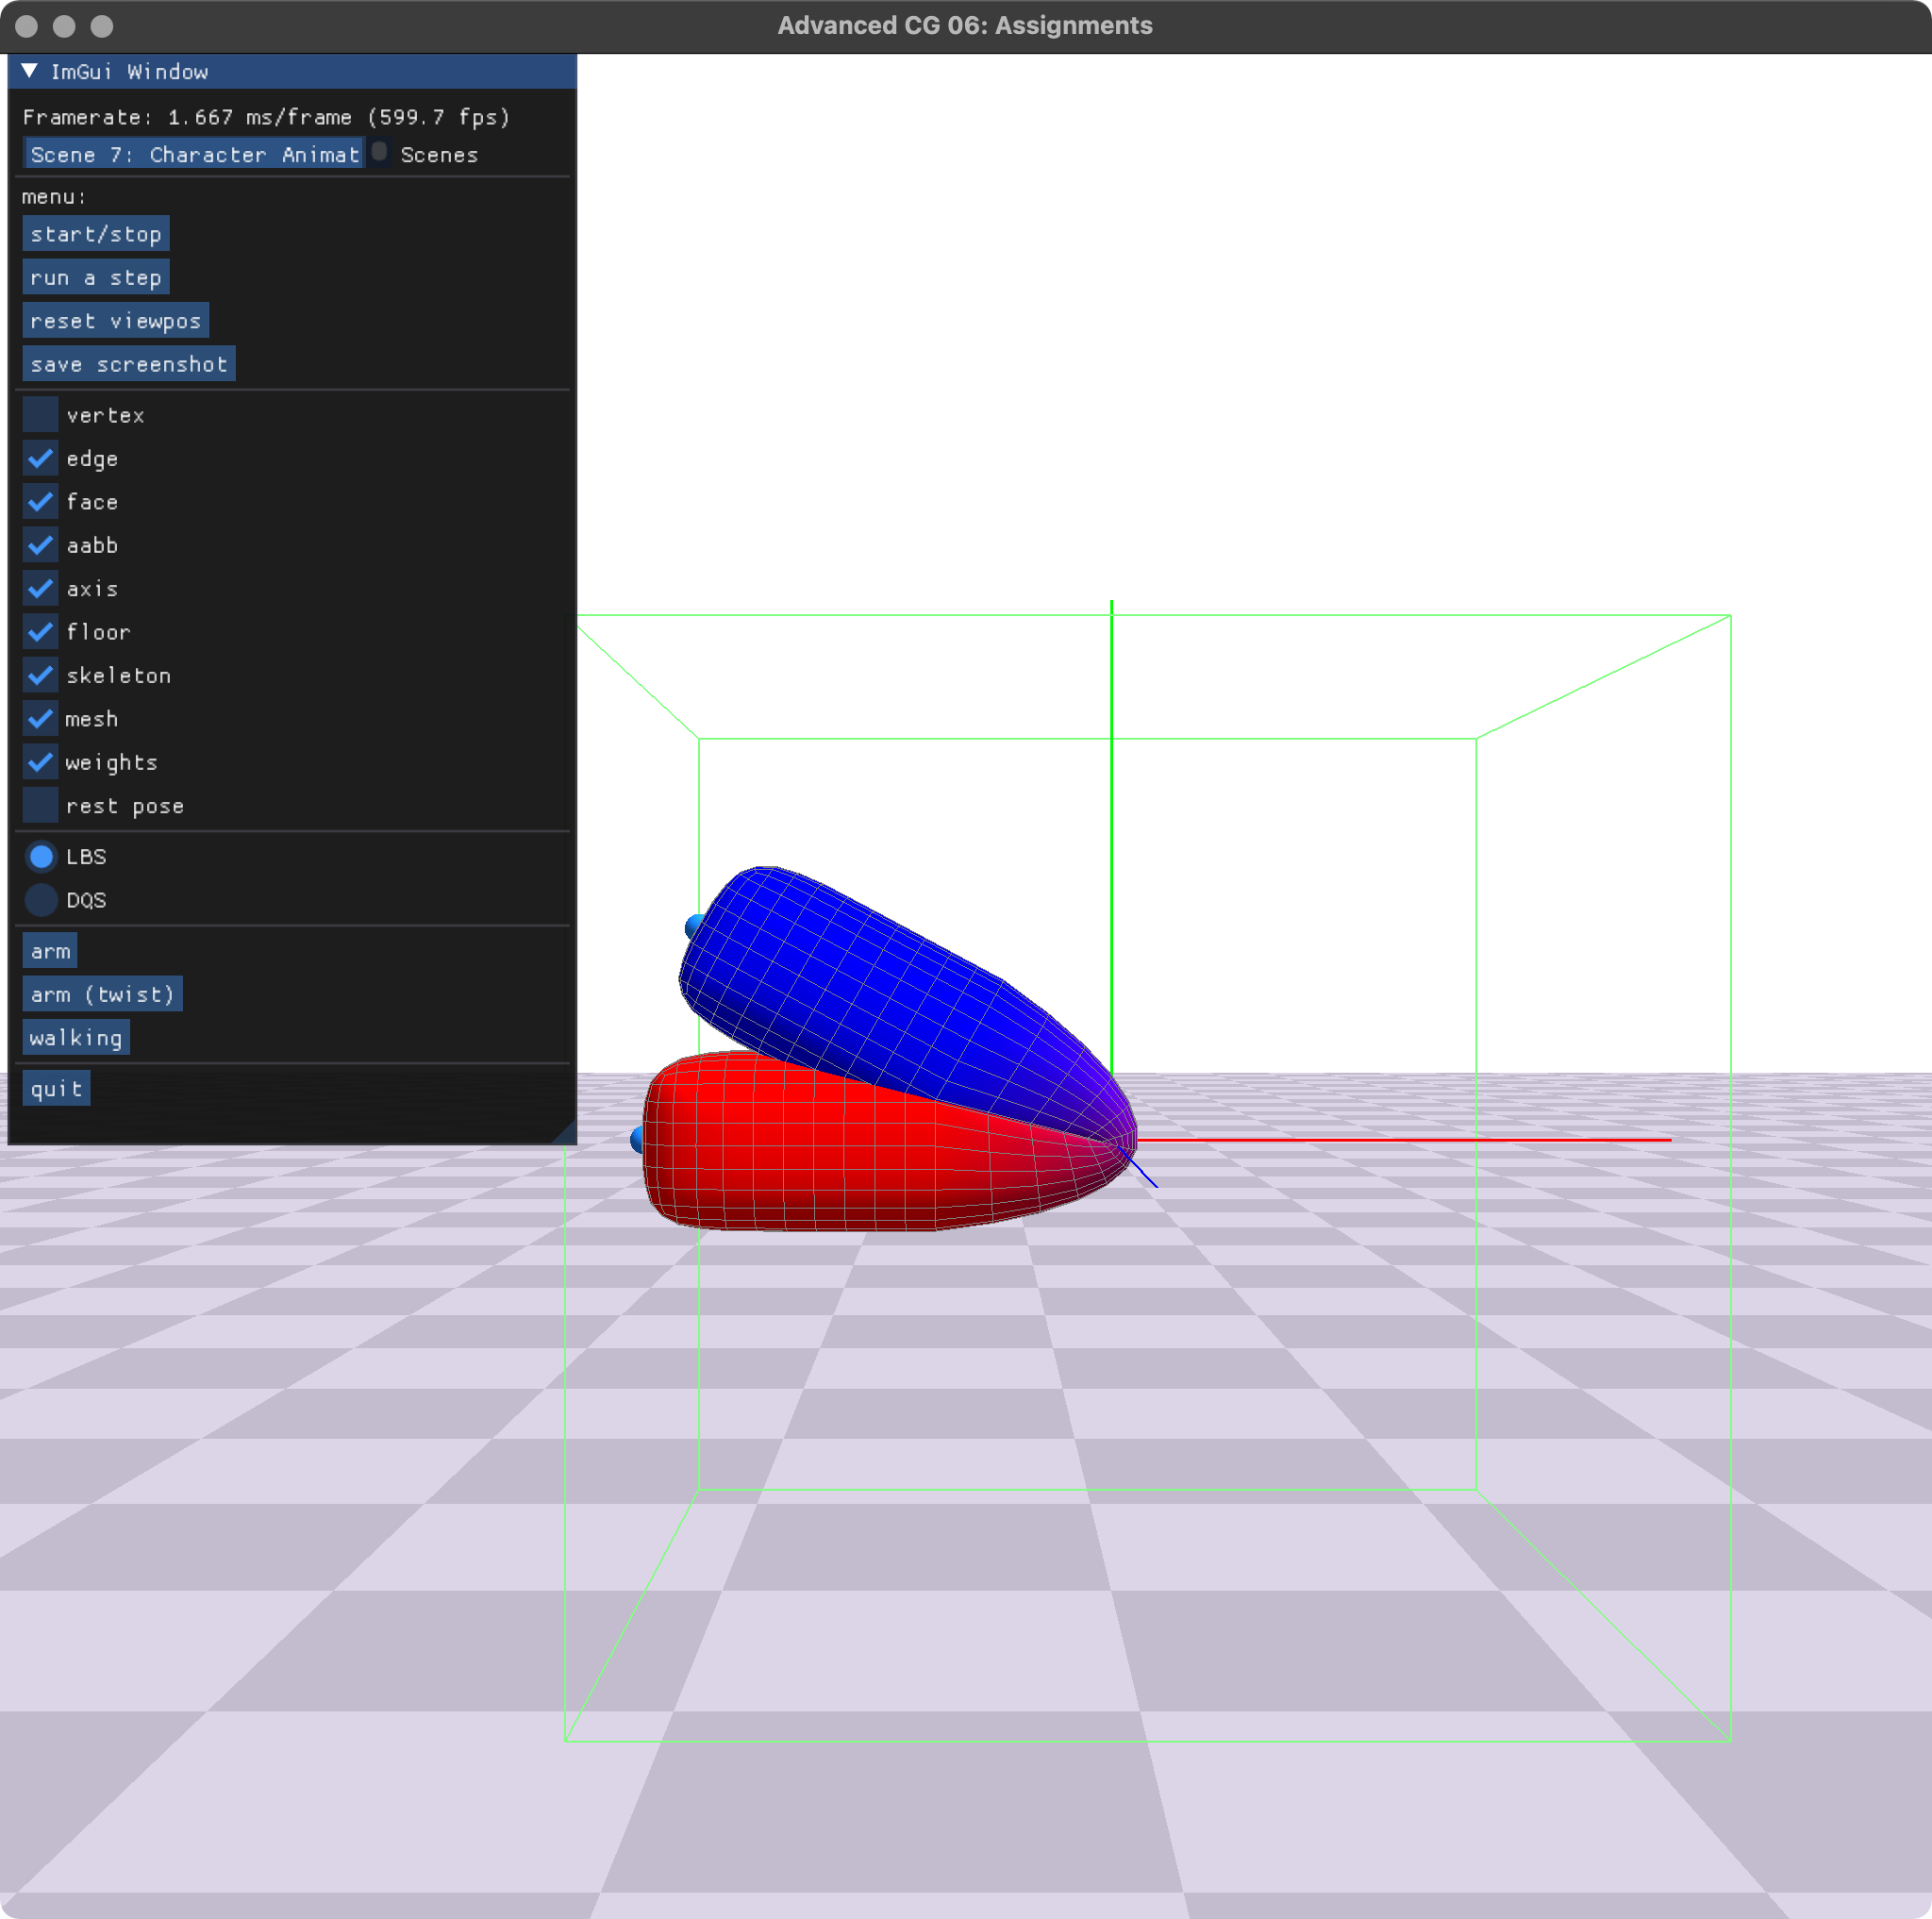 Advanced CG 06: Assignments
ImGui Window
Framerate: 1.667 ms/frame (599.7 fps)
Scene 7: Character Animat Scenes
menu:
start/stop
run a step
reset viewpos
save screenshot
vertex
edge
face
aabb
axis
floor
skeleton
mesh
weights
rest pose
LBS
DQS
arm
arm (twist)
walking
quit